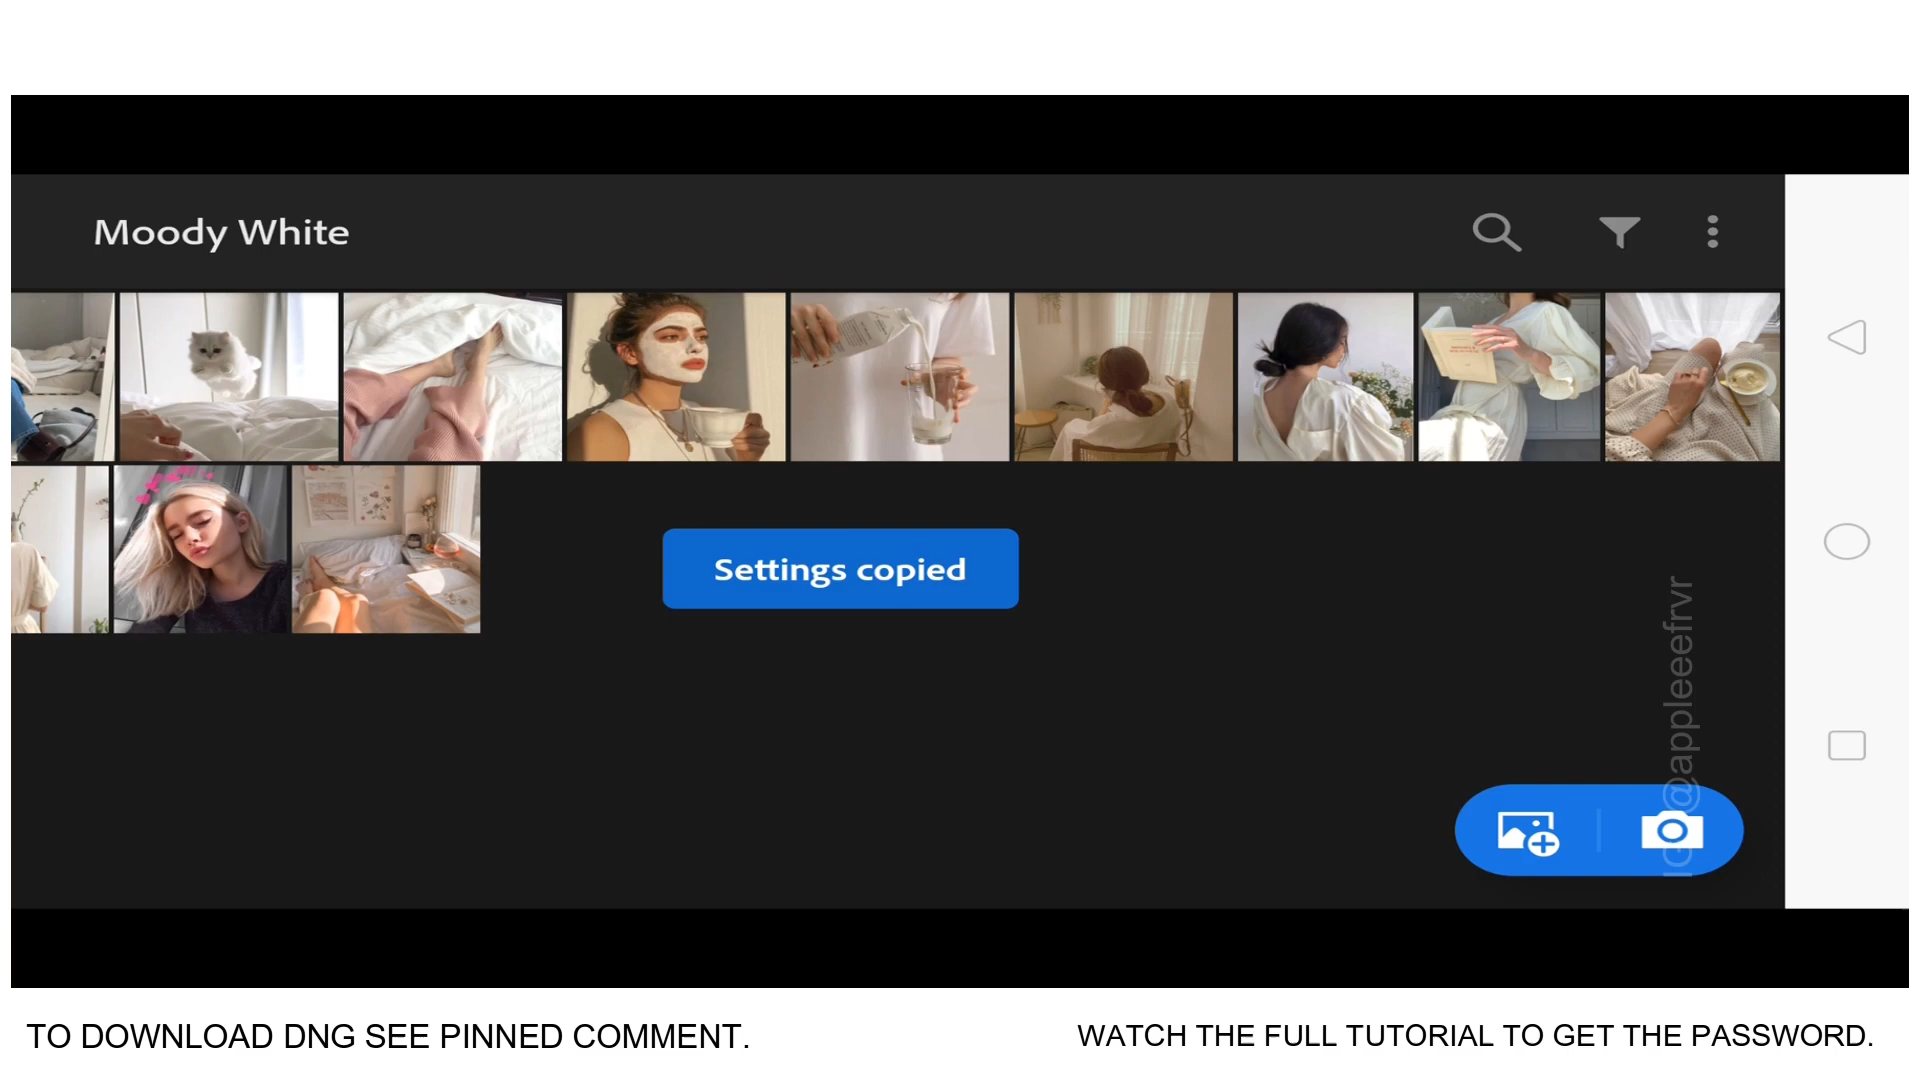 Moody White
Settings copied
IG@appleeefrvr
TO DOWNLOAD DNG SEE PINNED COMMENT.
WATCH THE FULL TUTORIAL TO GET THE PASSWORD.